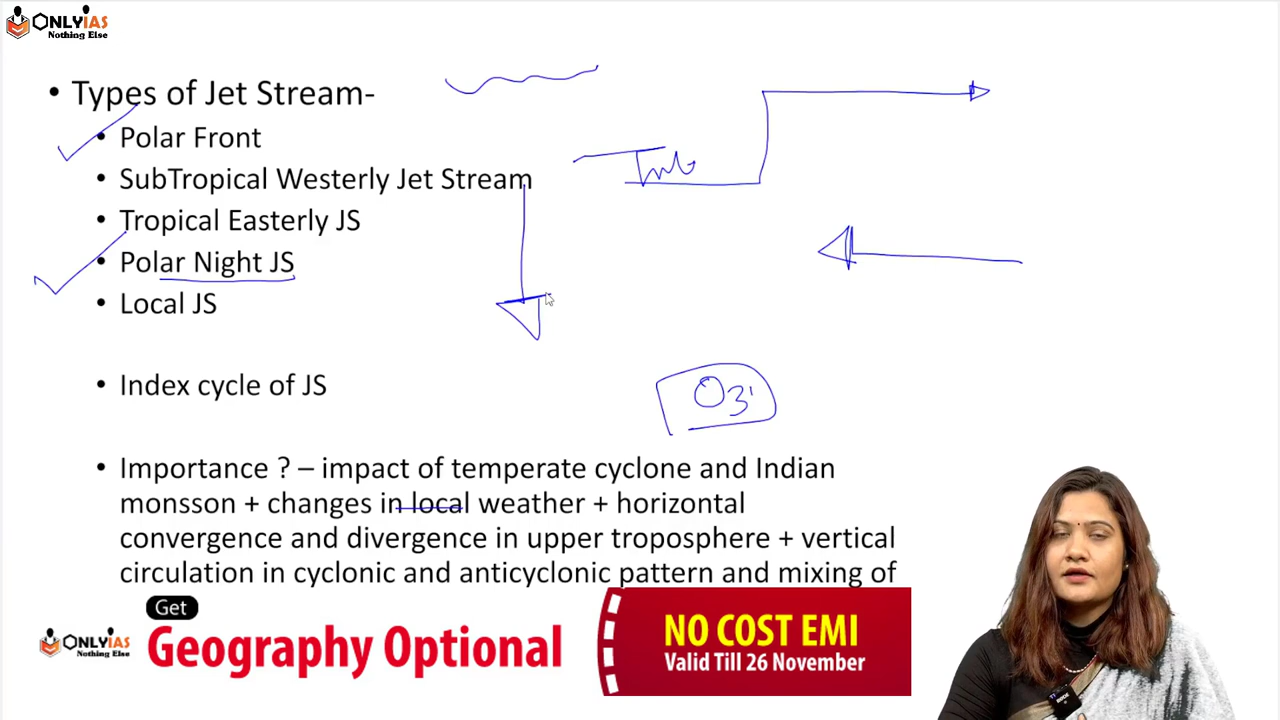 ONLYIAS
Nothing Else
• Types of Jet Stream-
• Polar Front
• SubTropical Westerly Jet Stream
• Tropical Easterly JS
• Polar Night JS
• Local JS
• Index cycle of JS
O3
• Importance ? – impact of temperate cyclone and Indian
monsson + changes in local weather + horizontal
convergence and divergence in upper troposphere + vertical
circulation in cyclonic and anticyclonic pattern and mixing of
Get
ONLYIAS
Nothing Else
Geography Optional
NO COST EMI
Valid Till 26 November